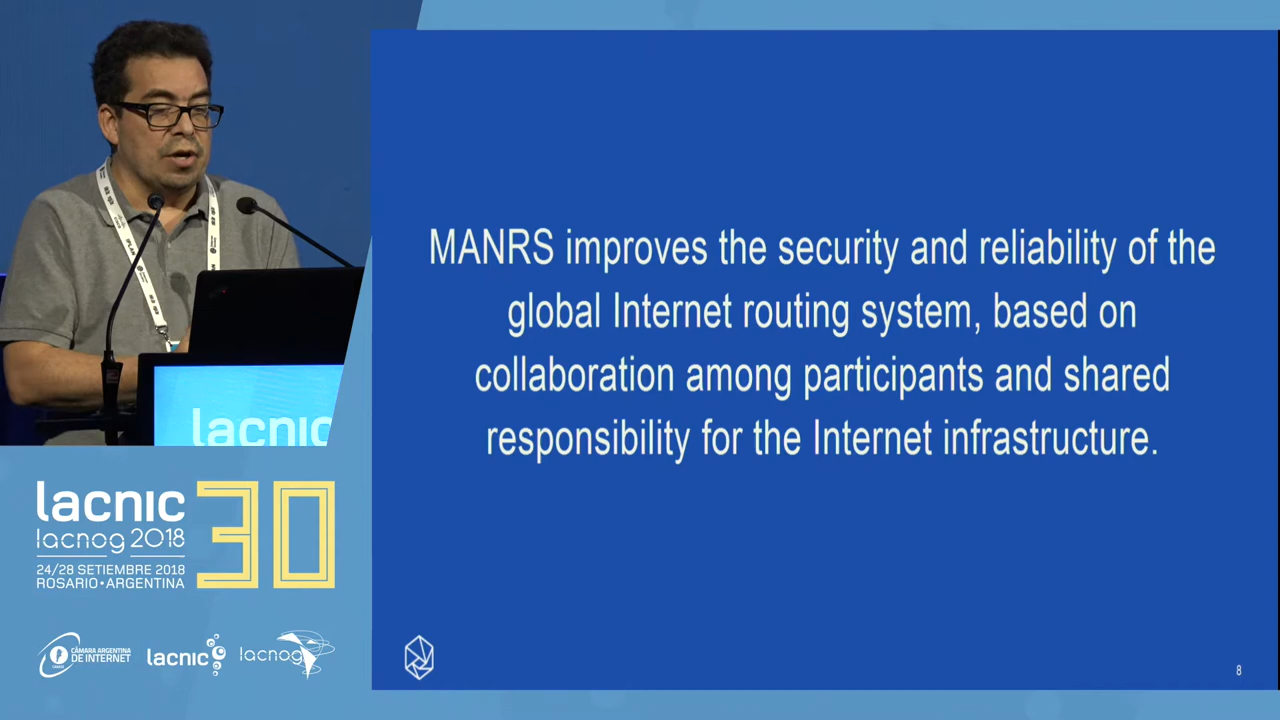 MANRS improves the security and reliability of the
global Internet routing system, based on
collaboration among participants and shared
responsibility for the Internet infrastructure.
8
lacnic
lacnic 30
lacnog 2018
24/28 SETIEMBRE 2018
ROSARIO•ARGENTINA
CÁMARA ARGENTINA
DE INTERNET
lacnic
lacnog